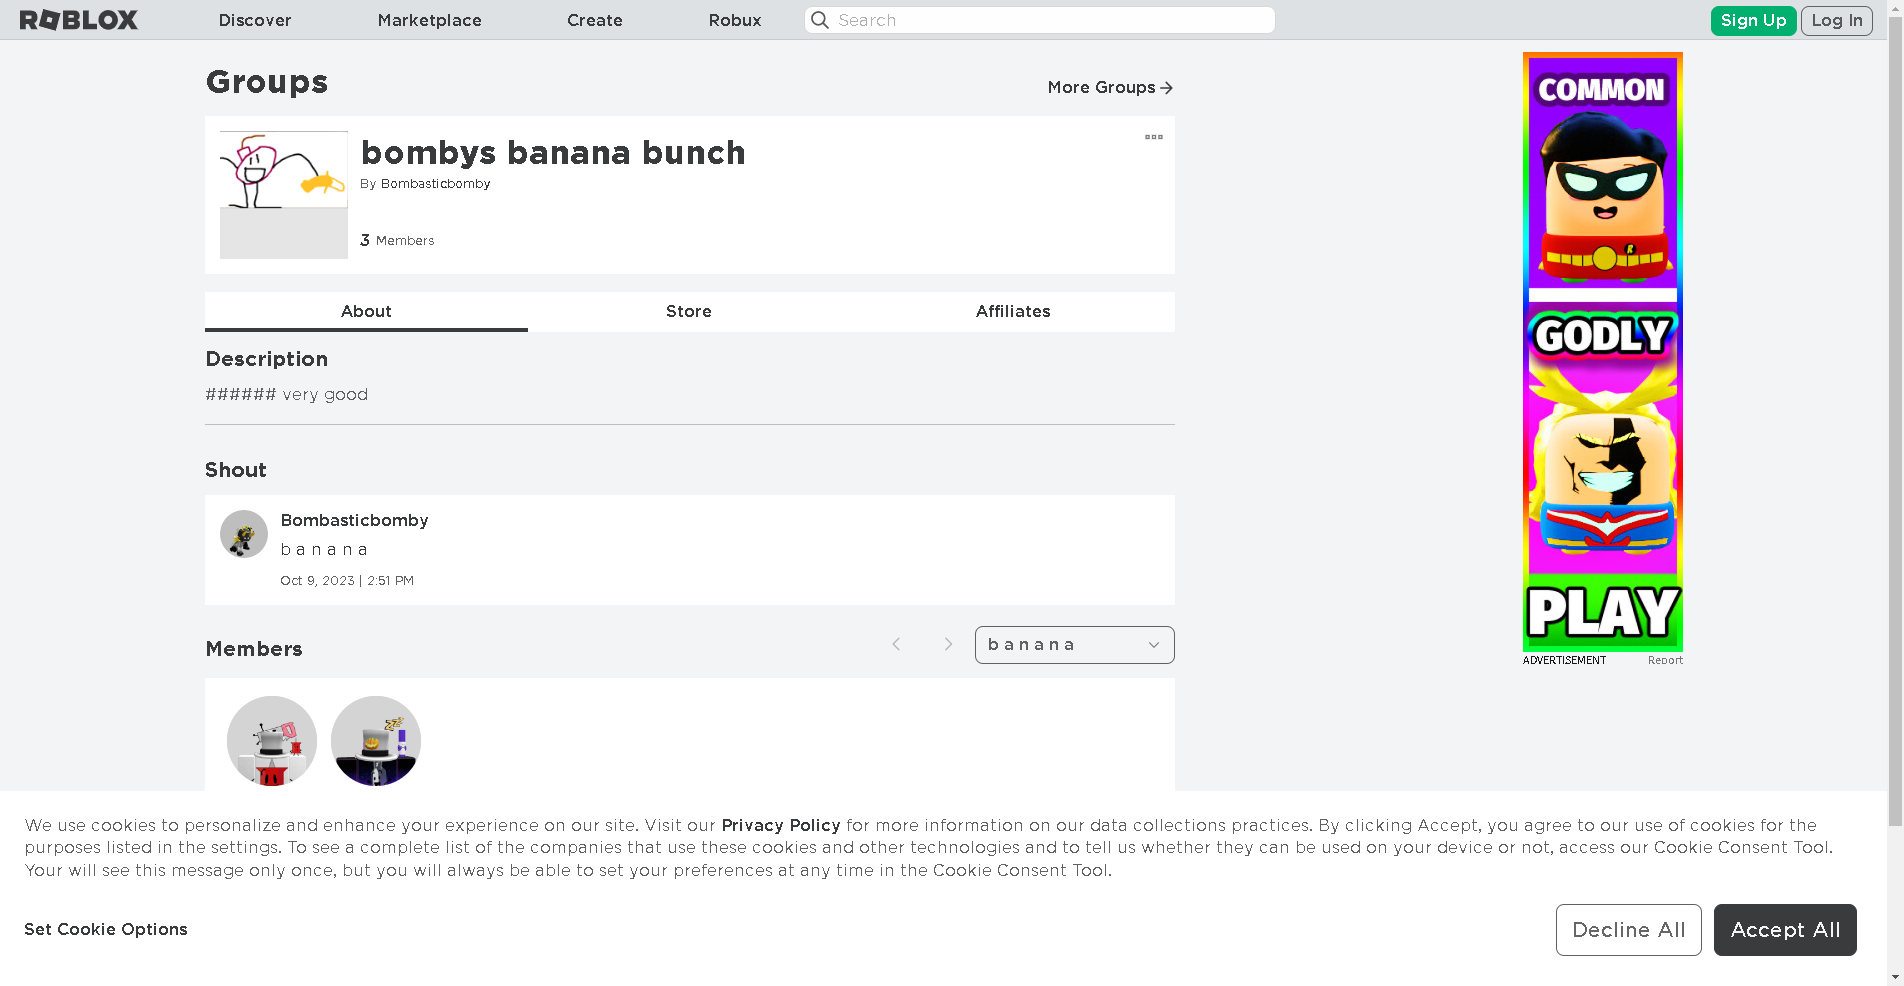 ROBLOX Discover Marketplace Create Robux Search Sign Up Log In
Groups
More Groups
bombys banana bunch
By Bombasticbomby
3 Members
About Store Affiliates
Description
###### very good
Shout
Bombasticbomby
b a n a n a
Oct 9, 2023 | 2:51 PM
Members
b a n a n a
COMMON
GODLY
PLAY
ADVERTISEMENT Report
We use cookies to personalize and enhance your experience on our site. Visit our Privacy Policy for more information on our data collections practices. By clicking Accept, you agree to our use of cookies for the
purposes listed in the settings. To see a complete list of the companies that use these cookies and other technologies and to tell us whether they can be used on your device or not, access our Cookie Consent Tool.
Your will see this message only once, but you will always be able to set your preferences at any time in the Cookie Consent Tool.
Set Cookie Options
Decline All Accept All